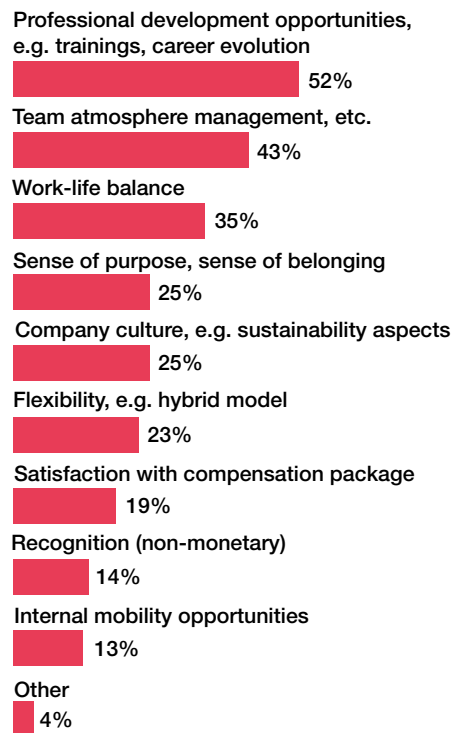 Professional development opportunities,
e.g. trainings, career evolution
52%
Team atmosphere management, etc.
43%
Work-life balance
35%
Sense of purpose, sense of belonging
25%
Company culture, e.g. sustainability aspects
25%
Flexibility, e.g. hybrid model
23%
Satisfaction with compensation package
19%
Recognition (non-monetary)
14%
Internal mobility opportunities
13%
Other
4%